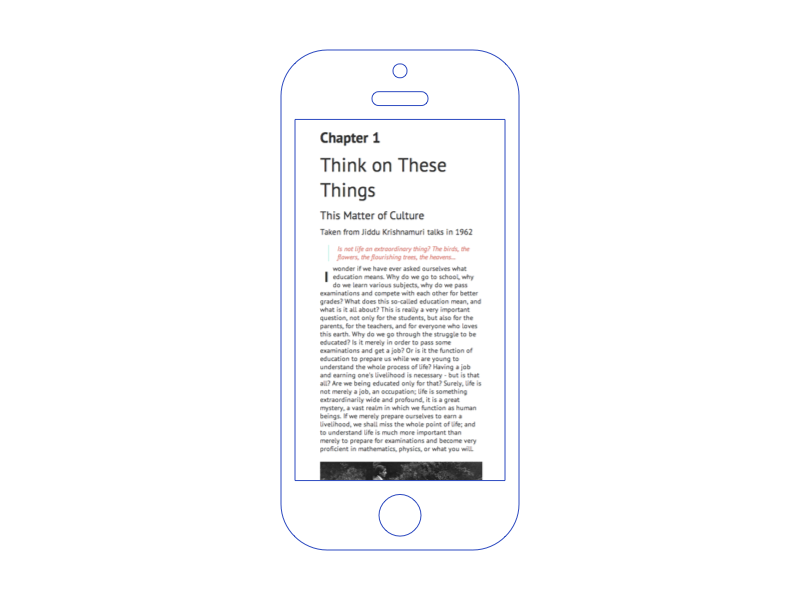 Chapter 1
Think on These
Things
This Matter of Culture
Taken from Jiddu Krishnamuri talks in 1962
Is not life an extraordinary thing? The birds, the
flowers, the flourishing trees, the heavens...
I wonder if we have ever asked ourselves what
education means. Why do we go to school, why
do we learn various subjects, why do we pass
examinations and compete with each other for better
grades? What does this so-called education mean, and
what is it all about? This is really a very important
question, not only for the students, but also for the
parents, for the teachers, and for everyone who loves
this earth. Why do we go through the struggle to be
educated? Is it merely in order to pass some
examinations and get a job? Or is it the function of
education to prepare us while we are young to
understand the whole process of life? Having a job
and earning one's livelihood is necessary - but is that
all? Are we being educated only for that? Surely, life is
not merely a job, an occupation; life is something
extraordinarily wide and profound, it is a great
mystery, a vast realm in which we function as human
beings. If we merely prepare ourselves to earn a
livelihood, we shall miss the whole point of life; and
to understand life is much more important than
merely to prepare for examinations and become very
proficient in mathematics, physics, or what you will.